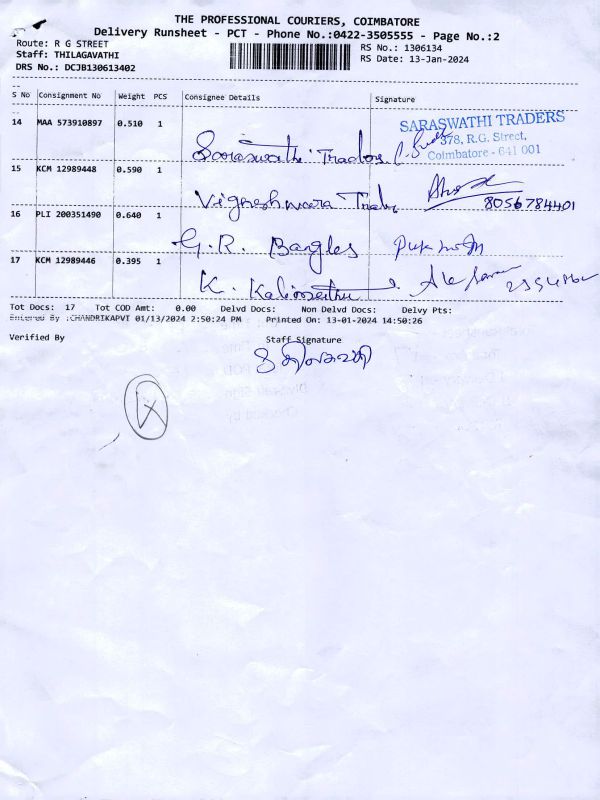 THE PROFESSIONAL COURIERS, COIMBATORE
Delivery Runsheet - PCT - Phone No.:0422-3505555 - Page No.:2
Route: R G STREET
Staff: THILAGAVATHI
DRS No.: DCJB130613402
RS No.: 1306134
RS Date: 13-Jan-2024
S No Consignment No Weight PCS Consignee Details Signature
14 MAA 573910897 0.510 1
Saraswathi Traders
SARASWATHI TRADERS
378, R.G. Street,
Coimbatore - 641 001
15 KCM 12989448 0.590 1
Vigneshwara Trade
8056784401
16 PLI 200351490 0.640 1
G.R. Bangles
17 KCM 12989446 0.395 1
K. Kalimuthu
Tot Docs: 17 Tot COD Amt: 0.00 Delvd Docs: Non Delvd Docs: Delvy Pts:
Entered By :CHANDRIKAPVT 01/13/2024 2:50:24 PM Printed On: 13-01-2024 14:50:26
Verified By Staff Signature